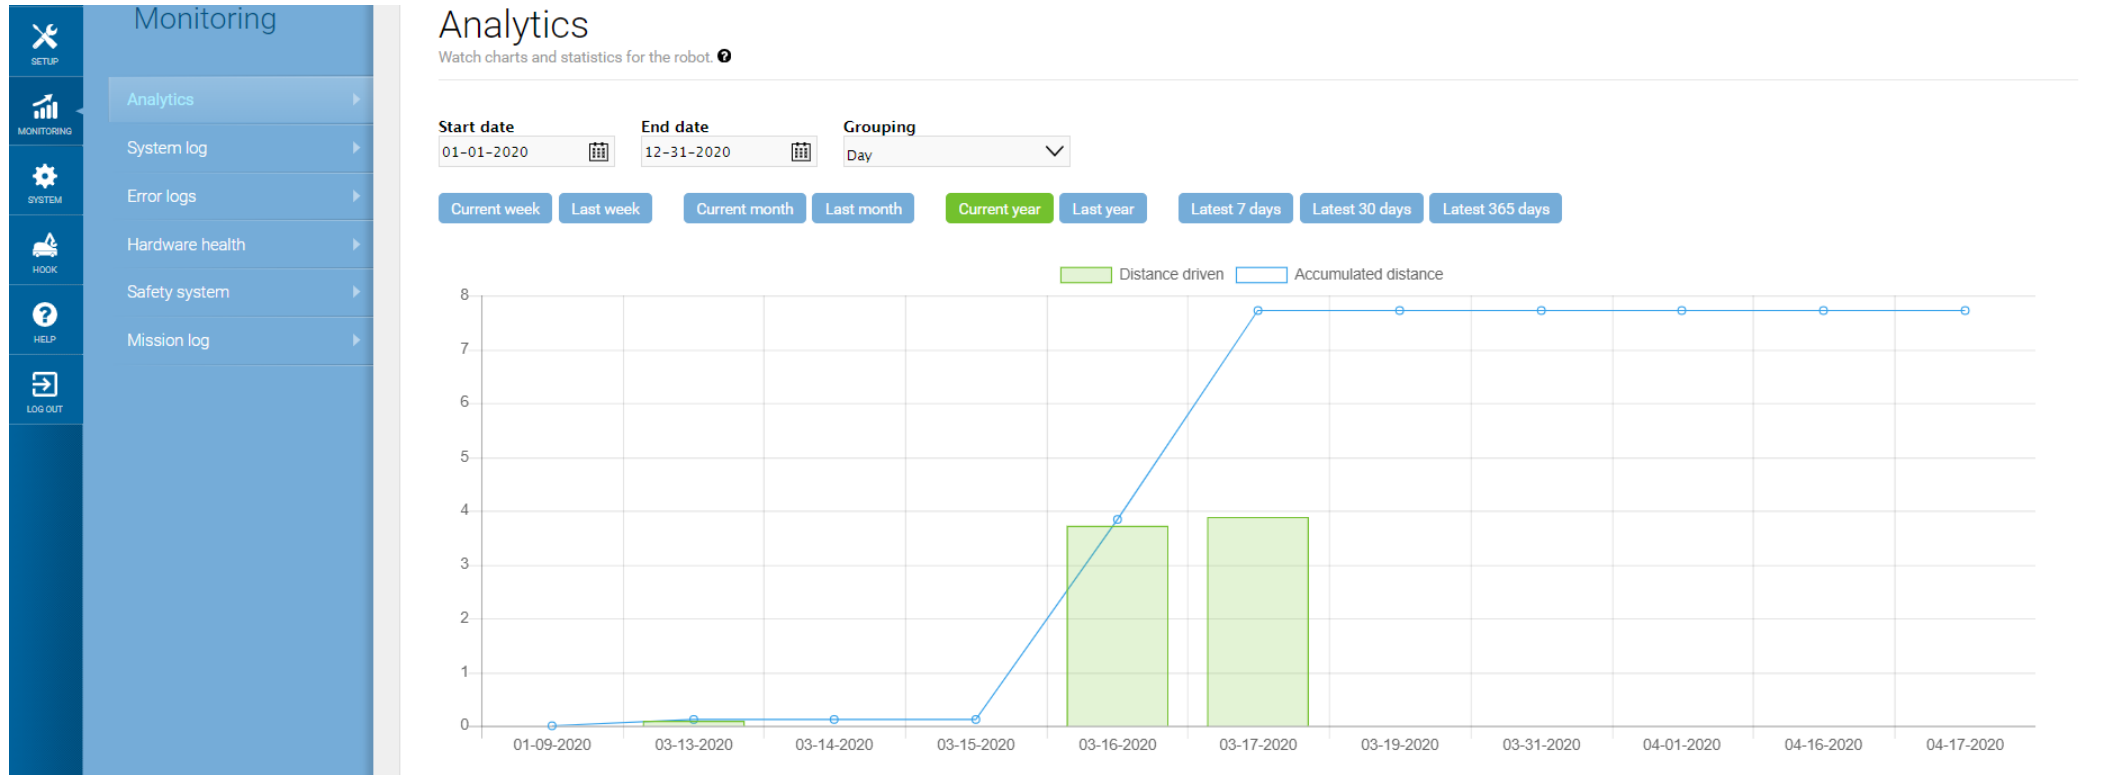 SETUP
MONITORING
SYSTEM
HOOK
HELP
LOG OUT
Monitoring
Analytics
System log
Error logs
Hardware health
Safety system
Mission log
Analytics
Watch charts and statistics for the robot. ?
Start date End date Grouping
01-01-2020 12-31-2020 Day
Current week Last week Current month Last month Current year Last year Latest 7 days Latest 30 days Latest 365 days
Distance driven Accumulated distance
8
7
6
5
4
3
2
1
0
01-09-2020 03-13-2020 03-14-2020 03-15-2020 03-16-2020 03-17-2020 03-19-2020 03-31-2020 04-01-2020 04-16-2020 04-17-2020